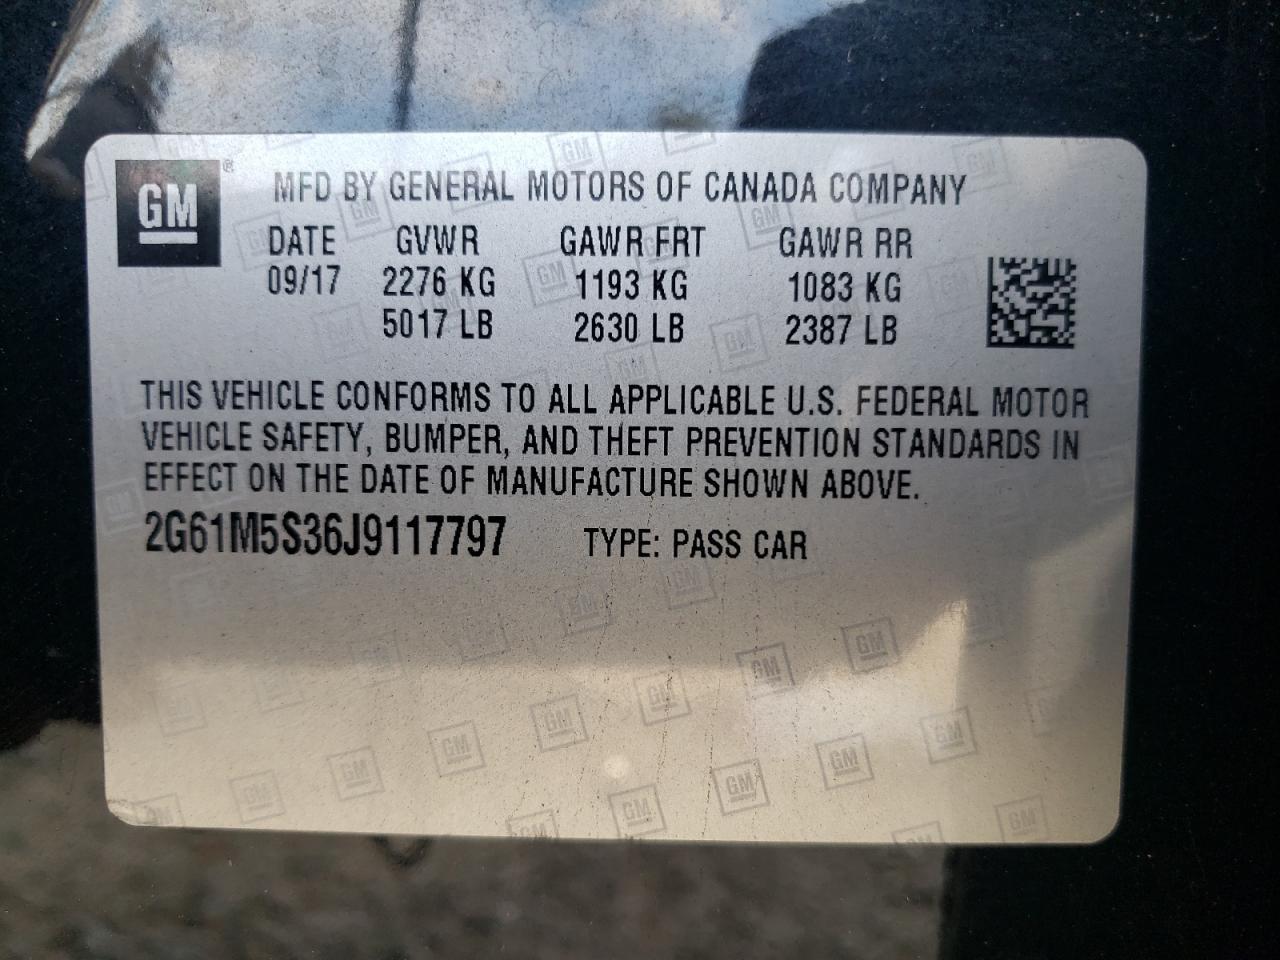 GM ® MFD BY GENERAL MOTORS OF CANADA COMPANY
DATE GVWR GAWR FRT GAWR RR
09/17 2276 KG 1193 KG 1083 KG
5017 LB 2630 LB 2387 LB
THIS VEHICLE CONFORMS TO ALL APPLICABLE U.S. FEDERAL MOTOR
VEHICLE SAFETY, BUMPER, AND THEFT PREVENTION STANDARDS IN
EFFECT ON THE DATE OF MANUFACTURE SHOWN ABOVE.
2G61M5S36J9117797 TYPE: PASS CAR